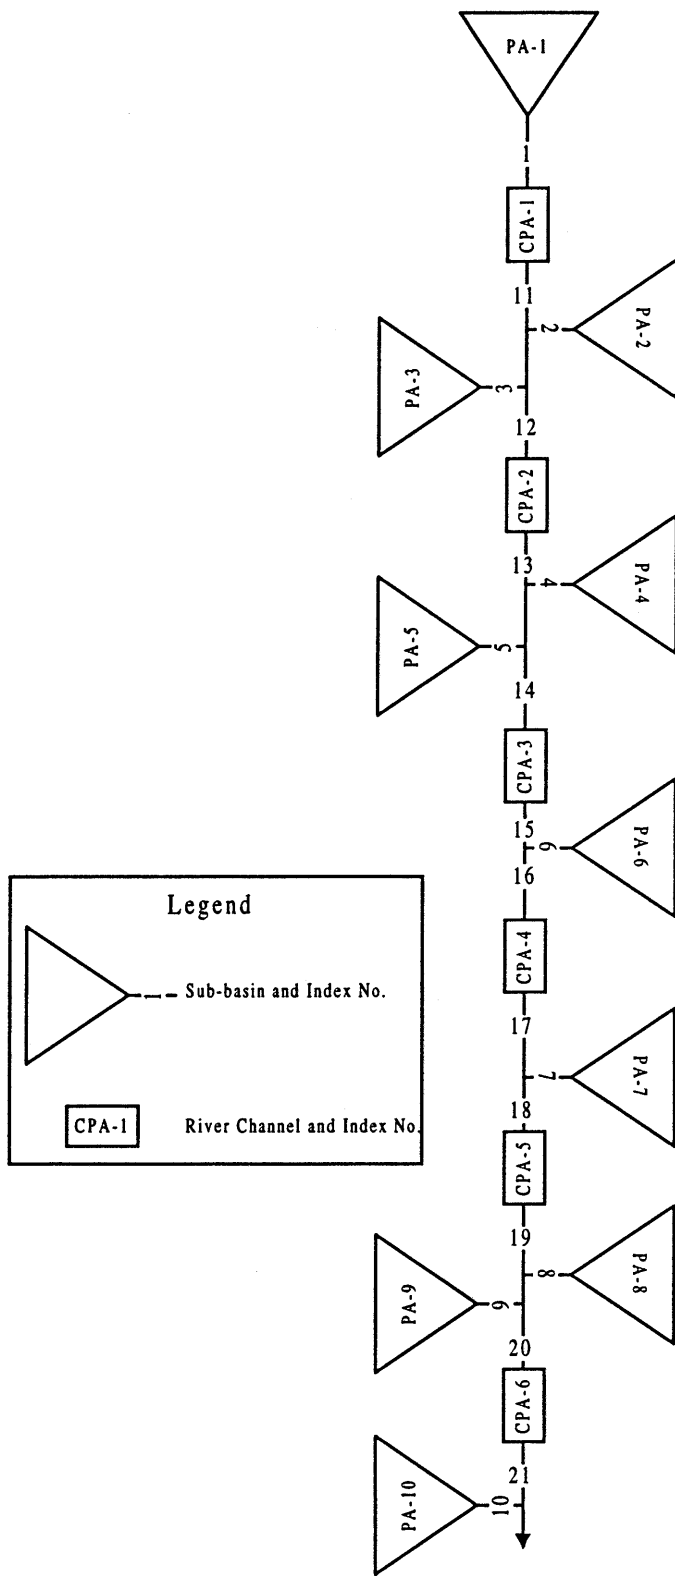 PA-1
1
CPA-1
11
2
PA-2
PA-3
3
12
CPA-2
13
4
PA-4
PA-5
5
14
CPA-3
15
6
PA-6
16
CPA-4
17
7
PA-7
18
CPA-5
19
8
PA-8
PA-9
9
20
CPA-6
21
PA-10
10
Legend
1 Sub-basin and Index No.
CPA-1 River Channel and Index No.